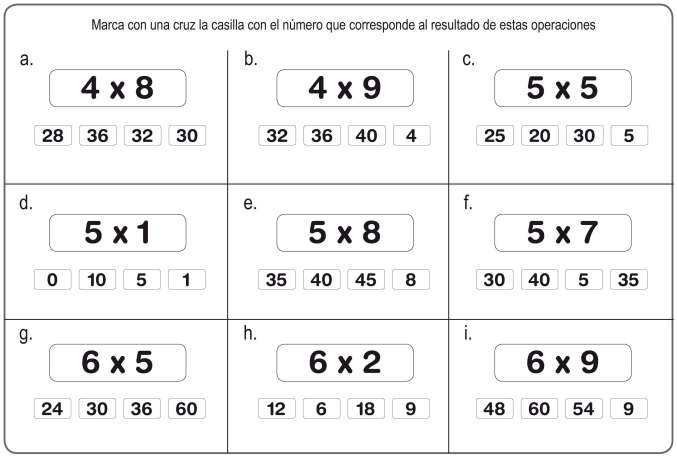 Marca con una cruz la casilla con el número que corresponde al resultado de estas operaciones
a.
4 x 8
28 36 32 30
b.
4 x 9
32 36 40 4
c.
5 x 5
25 20 30 5
d.
5 x 1
0 10 5 1
e.
5 x 8
35 40 45 8
f.
5 x 7
30 40 5 35
g.
6 x 5
24 30 36 60
h.
6 x 2
12 6 18 9
i.
6 x 9
48 60 54 9